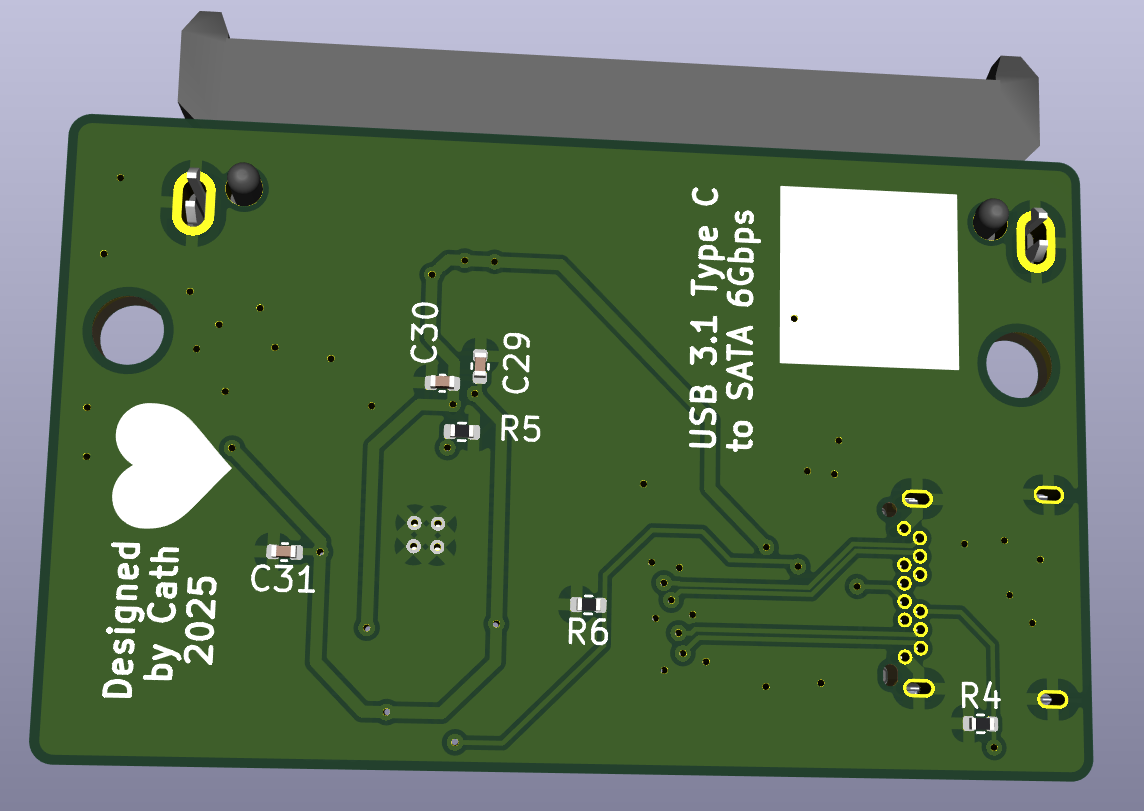 USB 3.1 Type C
to SATA 6Gbps
C30
C29
R5
C31
Designed
by Cath
2025
R6
R4